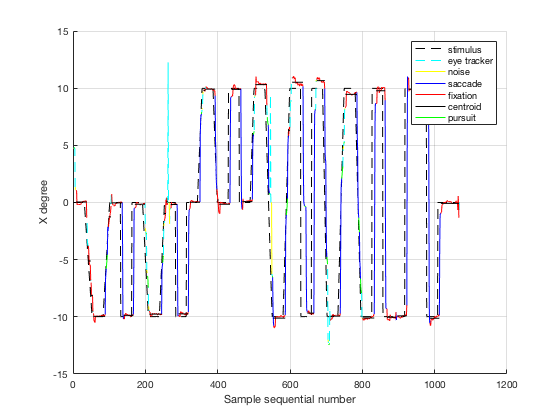 15
10
5
0
-5
-10
-15
X degree
0
200
400
600
800
1000
1200
Sample sequential number
stimulus
eye tracker
noise
saccade
fixation
centroid
pursuit